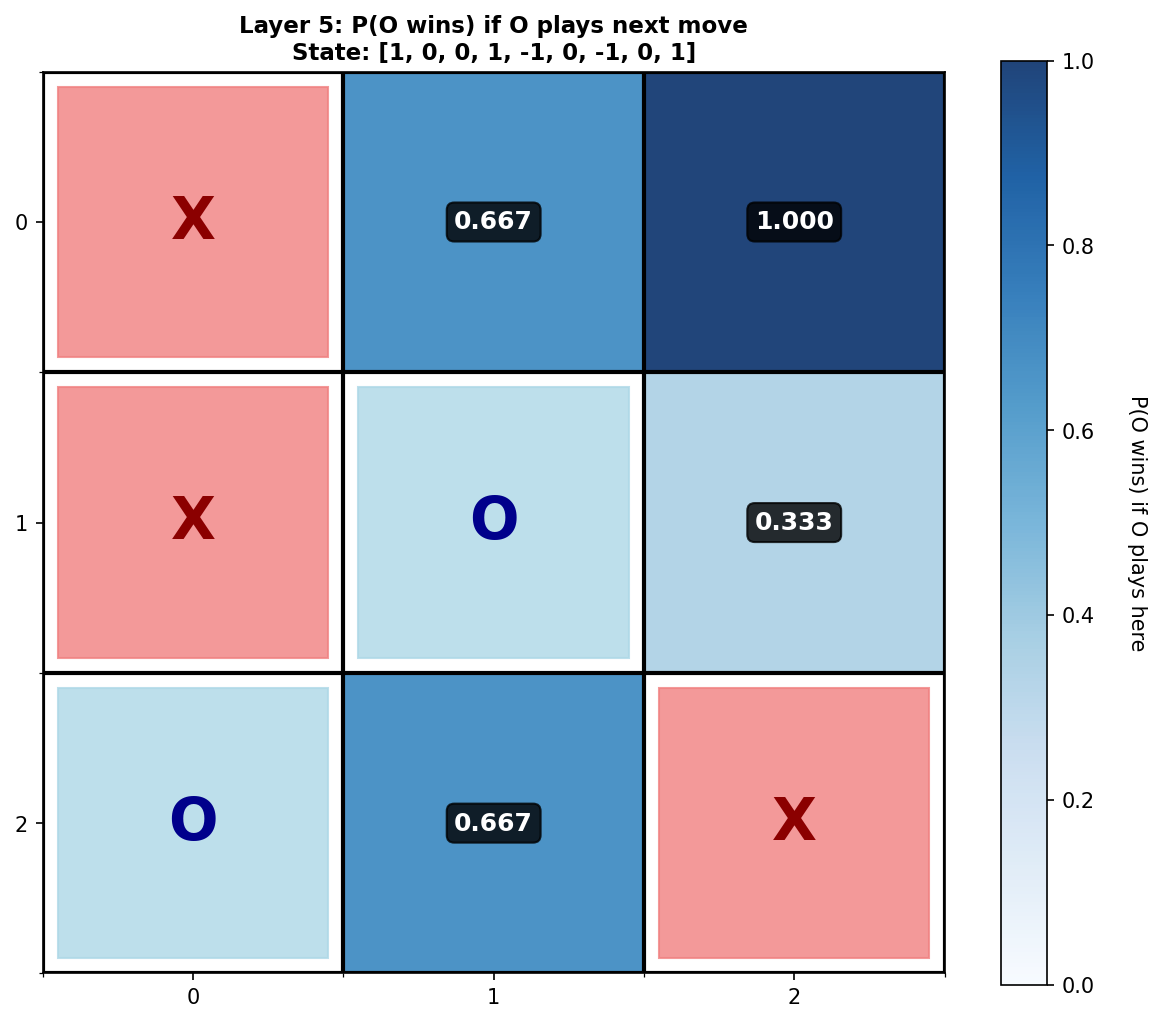 Layer 5: P(O wins) if O plays next move
State: [1, 0, 0, 1, -1, 0, -1, 0, 1]
0
X
0.667
1.000
1
X
O
0.333
2
O
0.667
X
0
1
2
1.0
0.8
0.6
0.4
0.2
0.0
P(O wins) if O plays here